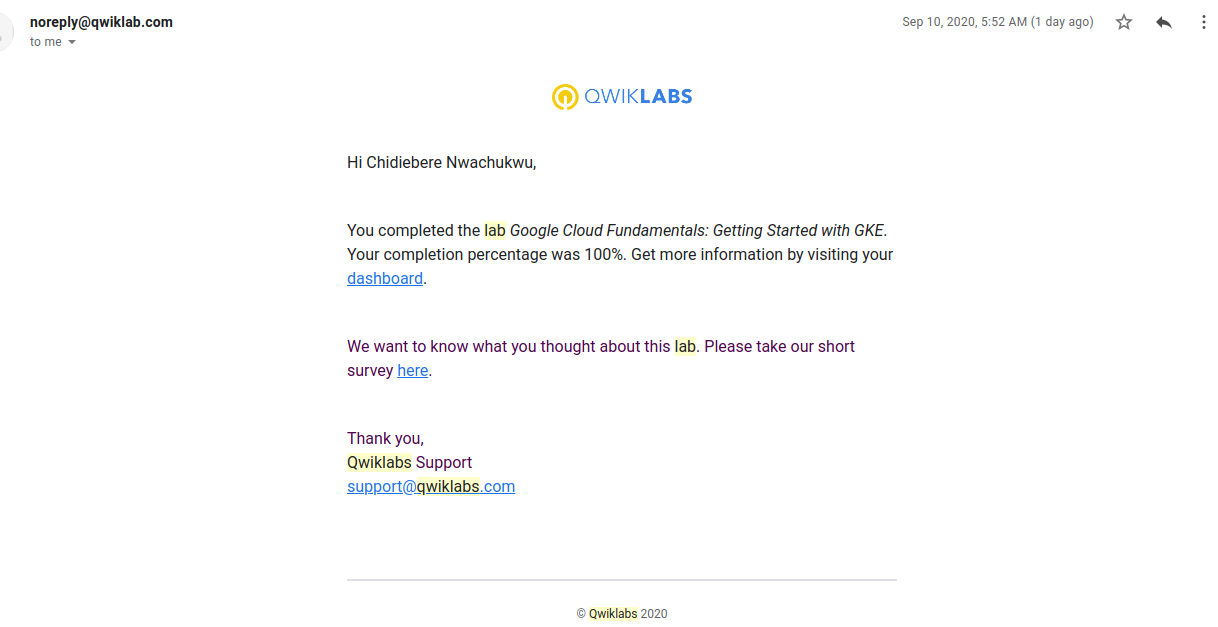 noreply@qwiklab.com
Sep 10, 2020, 5:52 AM (1 day ago)
to me
QWIKLABS
Hi Chidiebere Nwachukwu,
You completed the lab Google Cloud Fundamentals: Getting Started with GKE.
Your completion percentage was 100%. Get more information by visiting your
dashboard.
We want to know what you thought about this lab. Please take our short
survey here.
Thank you,
Qwiklabs Support
support@qwiklabs.com
© Qwiklabs 2020